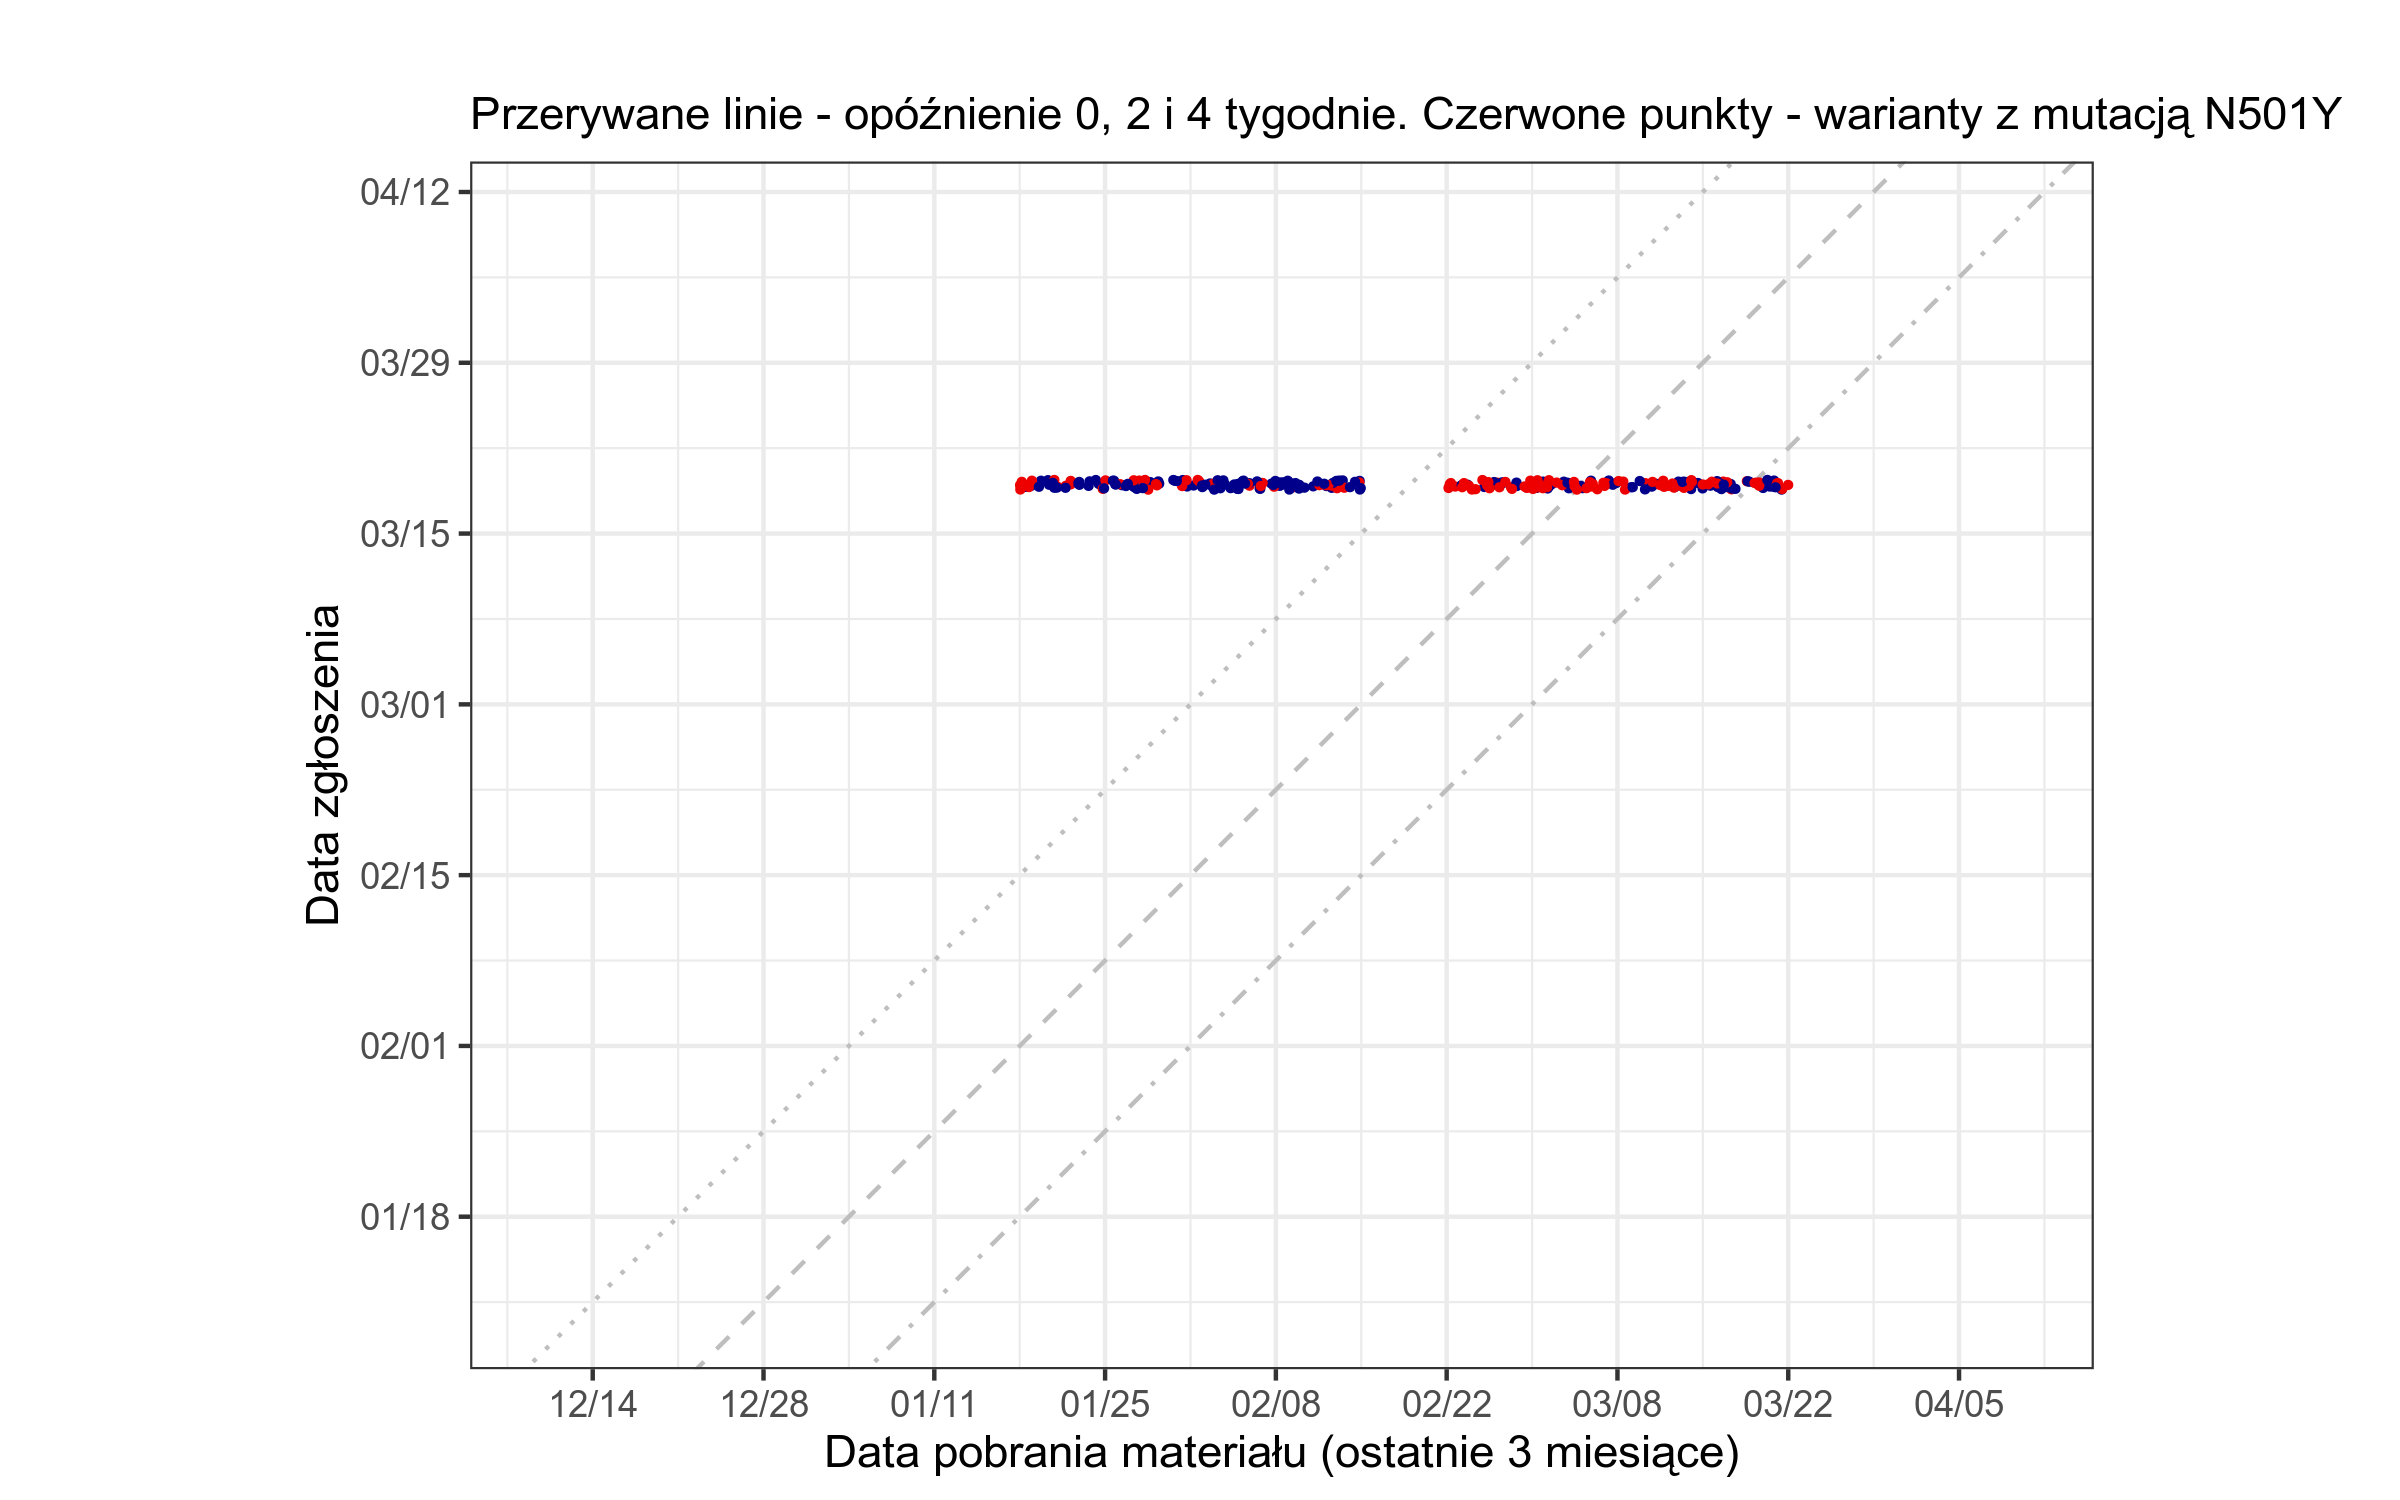 Przerywane linie - opóźnienie 0, 2 i 4 tygodnie. Czerwone punkty - warianty z mutacją N501Y
04/12
03/29
03/15
03/01
02/15
02/01
01/18
Data zgłoszenia
12/14 12/28 01/11 01/25 02/08 02/22 03/08 03/22 04/05
Data pobrania materiału (ostatnie 3 miesiące)